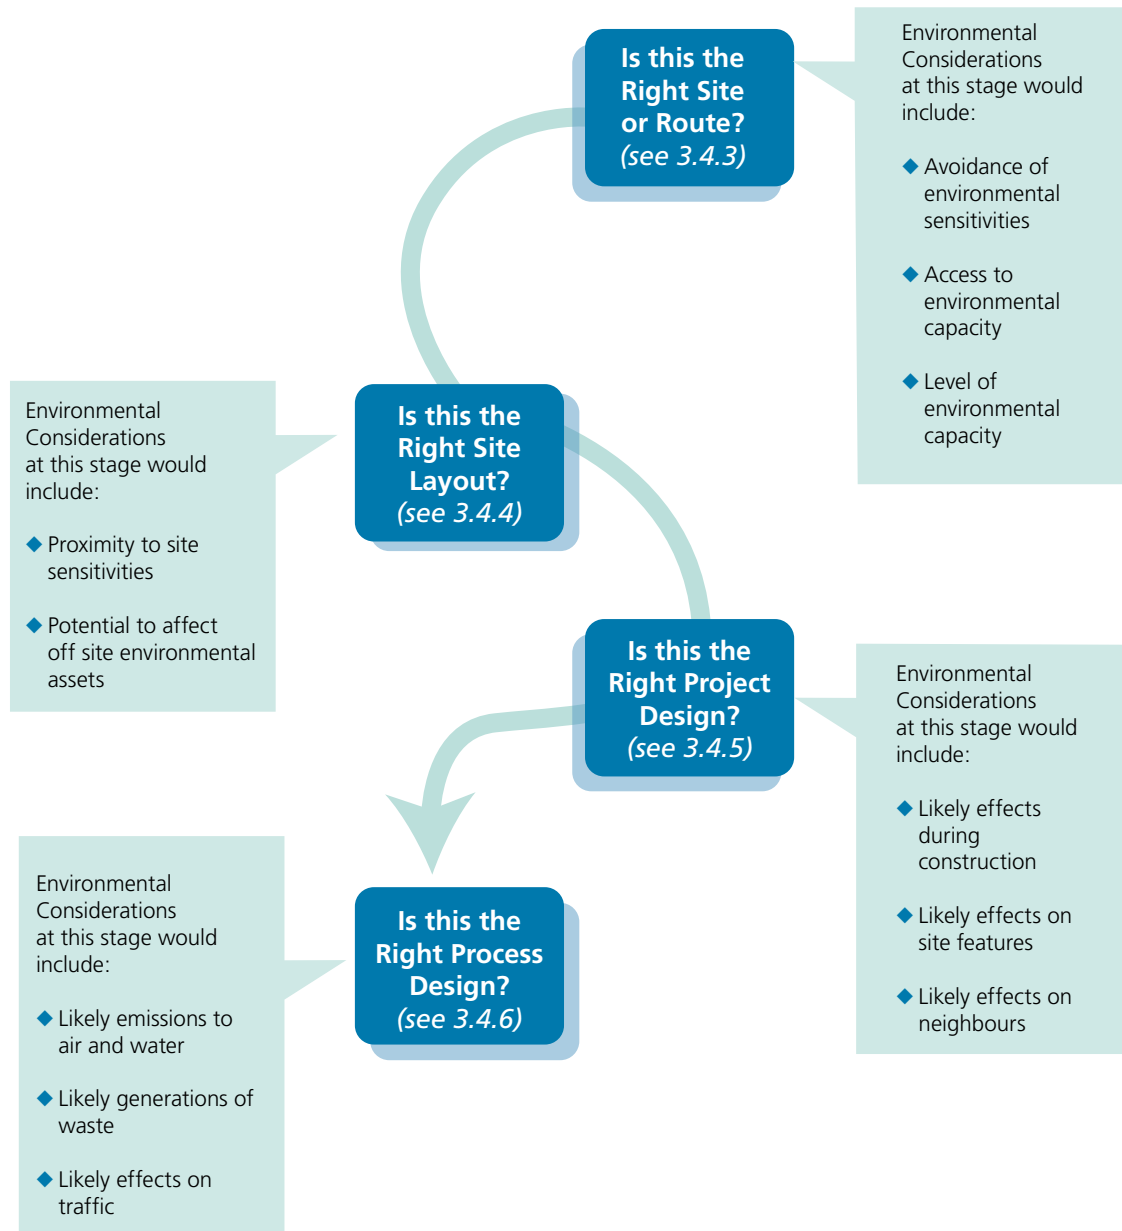 Is this the
Right Site
or Route?
(see 3.4.3)
Environmental
Considerations
at this stage would
include:
◆ Avoidance of
environmental
sensitivities
◆ Access to
environmental
capacity
◆ Level of
environmental
capacity
Is this the
Right Site
Layout?
(see 3.4.4)
Environmental
Considerations
at this stage would
include:
◆ Proximity to site
sensitivities
◆ Potential to affect
off site environmental
assets
Is this the
Right Project
Design?
(see 3.4.5)
Environmental
Considerations
at this stage would
include:
◆ Likely effects
during
construction
◆ Likely effects on
site features
◆ Likely effects on
neighbours
Is this the
Right Process
Design?
(see 3.4.6)
Environmental
Considerations
at this stage would
include:
◆ Likely emissions to
air and water
◆ Likely generations of
waste
◆ Likely effects on
traffic